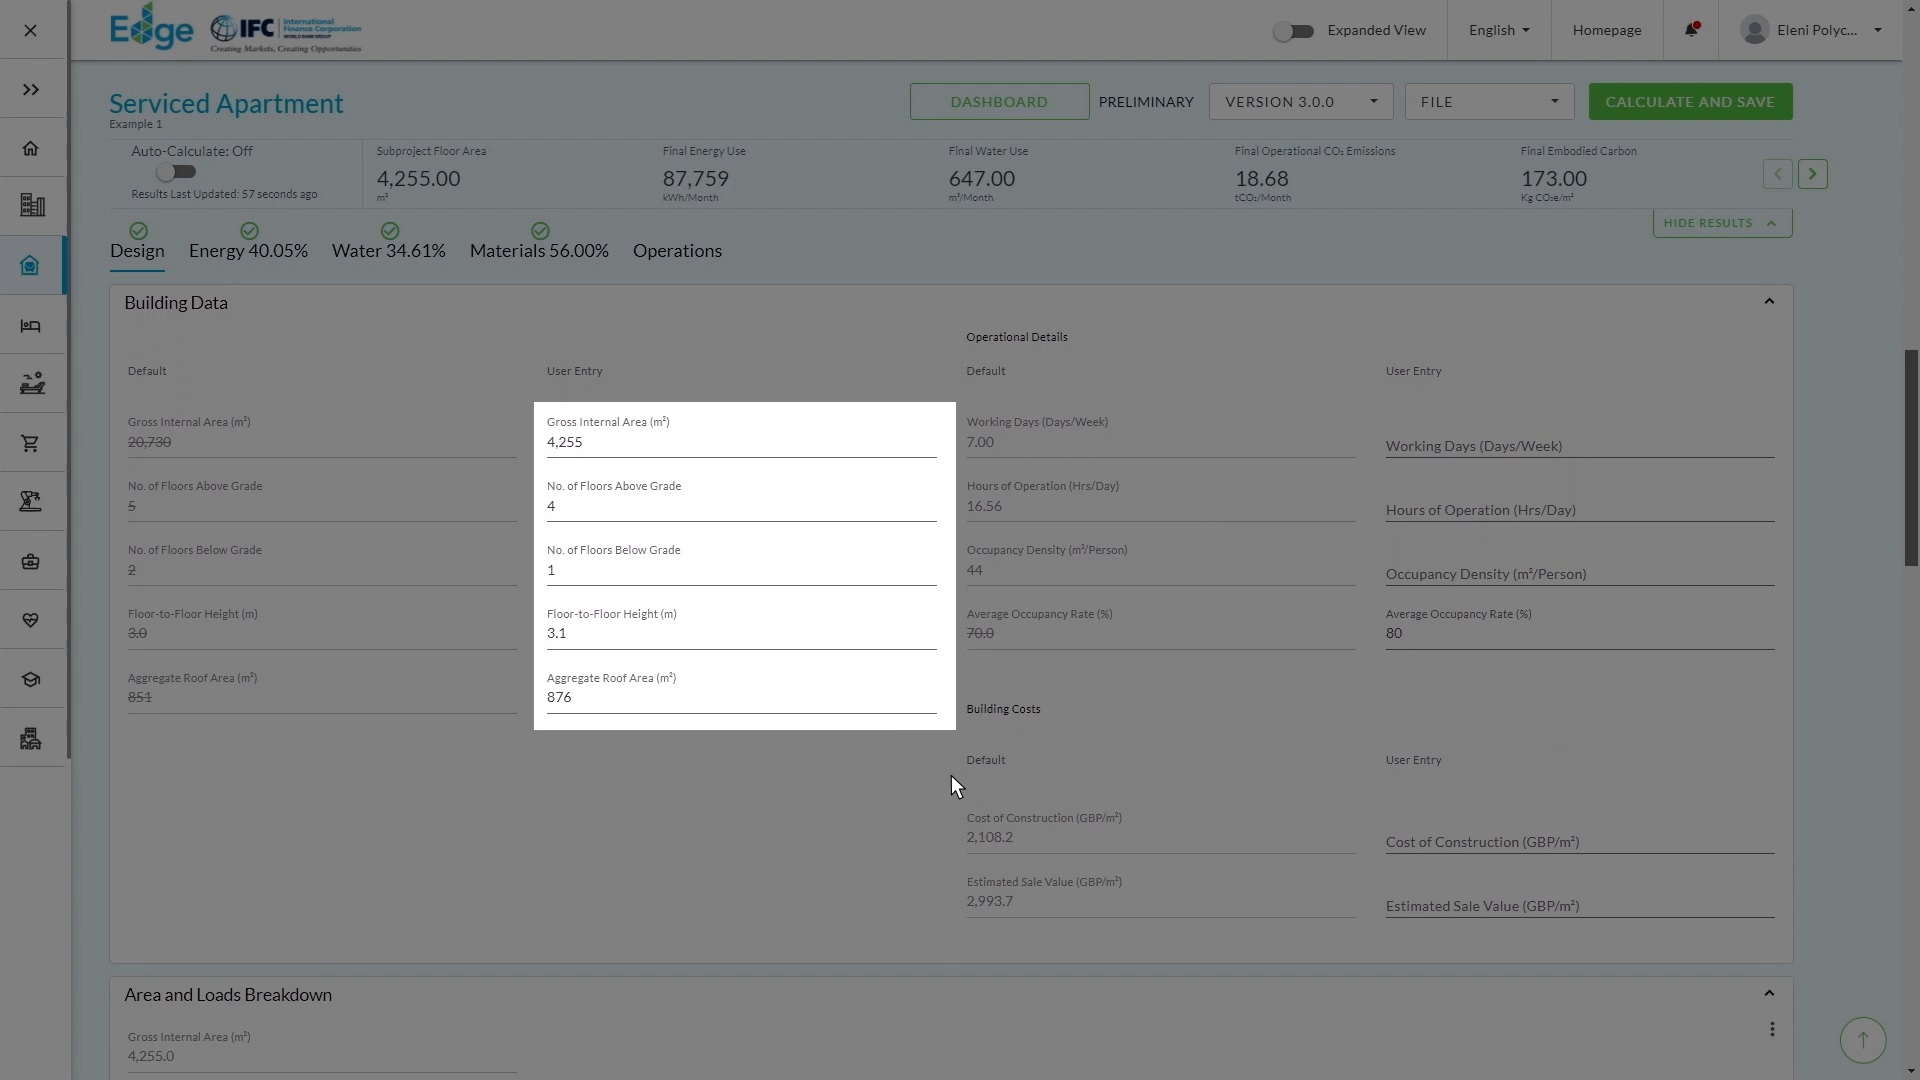 Edge
IFC
International
Finance Corporation
WORLD BANK GROUP
Creating Markets, Creating Opportunities
Expanded View
English
Homepage
Eleni Polyc...
Serviced Apartment
Example 1
DASHBOARD
PRELIMINARY
VERSION 3.0.0
FILE
CALCULATE AND SAVE
Auto-Calculate: Off
Results Last Updated: 57 seconds ago
Subproject Floor Area
4,255.00
m²
Final Energy Use
87,759
kWh/Month
Final Water Use
647.00
m³/Month
Final Operational CO₂ Emissions
18.68
tCO₂/Month
Final Embodied Carbon
173.00
Kg CO₂e/m²
HIDE RESULTS
Design
Energy 40.05%
Water 34.61%
Materials 56.00%
Operations
Building Data
Default
User Entry
Gross Internal Area (m²)
20,730
Gross Internal Area (m²)
4,255
No. of Floors Above Grade
5
No. of Floors Above Grade
4
No. of Floors Below Grade
2
No. of Floors Below Grade
1
Floor-to-Floor Height (m)
3.0
Floor-to-Floor Height (m)
3.1
Aggregate Roof Area (m²)
851
Aggregate Roof Area (m²)
876
Operational Details
Default
User Entry
Working Days (Days/Week)
7.00
Working Days (Days/Week)
Hours of Operation (Hrs/Day)
16.56
Hours of Operation (Hrs/Day)
Occupancy Density (m²/Person)
44
Occupancy Density (m²/Person)
Average Occupancy Rate (%)
70.0
Average Occupancy Rate (%)
80
Building Costs
Default
User Entry
Cost of Construction (GBP/m²)
2,108.2
Cost of Construction (GBP/m²)
Estimated Sale Value (GBP/m²)
2,993.7
Estimated Sale Value (GBP/m²)
Area and Loads Breakdown
Gross Internal Area (m²)
4,255.0